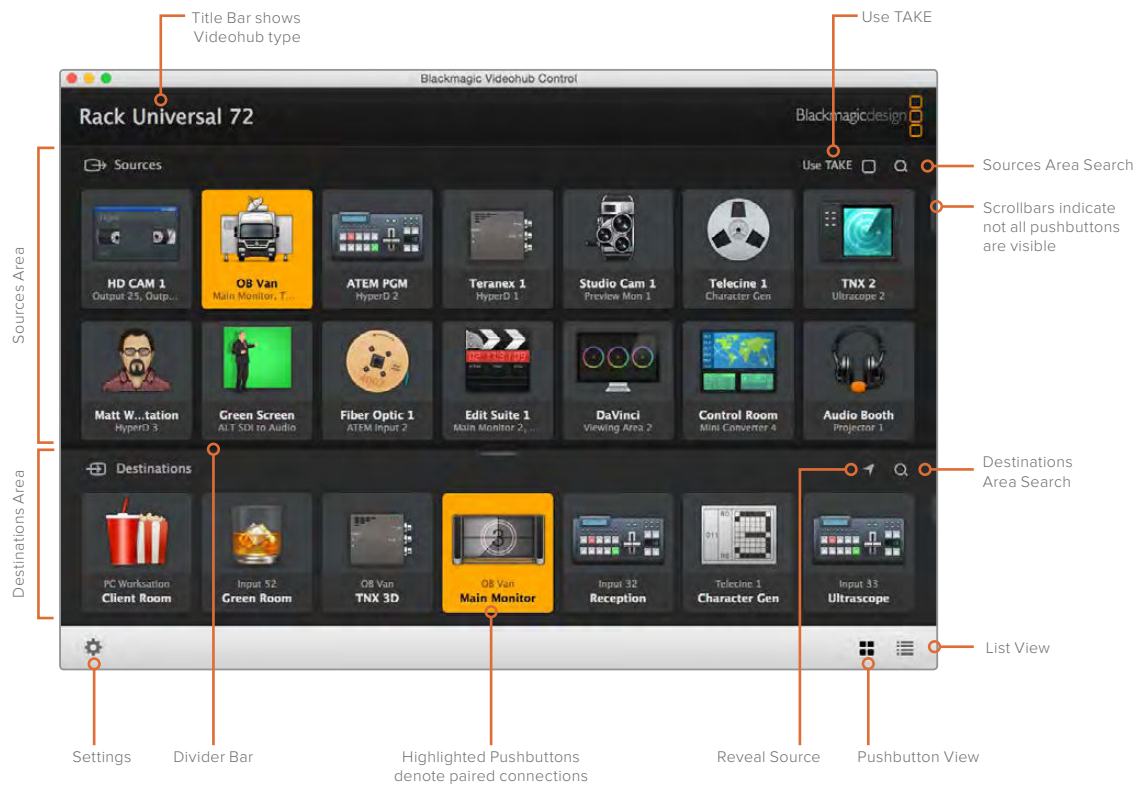 Title Bar shows
Videohub type
Use TAKE
Blackmagic Videohub Control
Rack Universal 72
Blackmagicdesign
Sources
Use TAKE
Sources Area Search
Scrollbars indicate
not all pushbuttons
are visible
Sources Area
HD CAM 1
Output 25, Outp...
OB Van
Main Monitor, T...
ATEM PGM
HyperD 2
Teranex 1
HyperD 1
Studio Cam 1
Preview Mon 1
Telecine 1
Character Gen
TNX 2
Ultrascope 2
Matt W...tation
HyperD 3
Green Screen
ALT SDI to Audio
Fiber Optic 1
ATEM Input 2
Edit Suite 1
Main Monitor 2, ...
DaVinci
Viewing Area 2
Control Room
Mini Converter 4
Audio Booth
Projector 1
Destinations
Destinations
Area Search
Destinations Area
3
PC Worksation
Client Room
Input 52
Green Room
OB Van
TNX 3D
OB Van
Main Monitor
Input 32
Reception
Telecine 1
Character Gen
Input 33
Ultrascope
List View
Settings
Divider Bar
Highlighted Pushbuttons
denote paired connections
Reveal Source
Pushbutton View